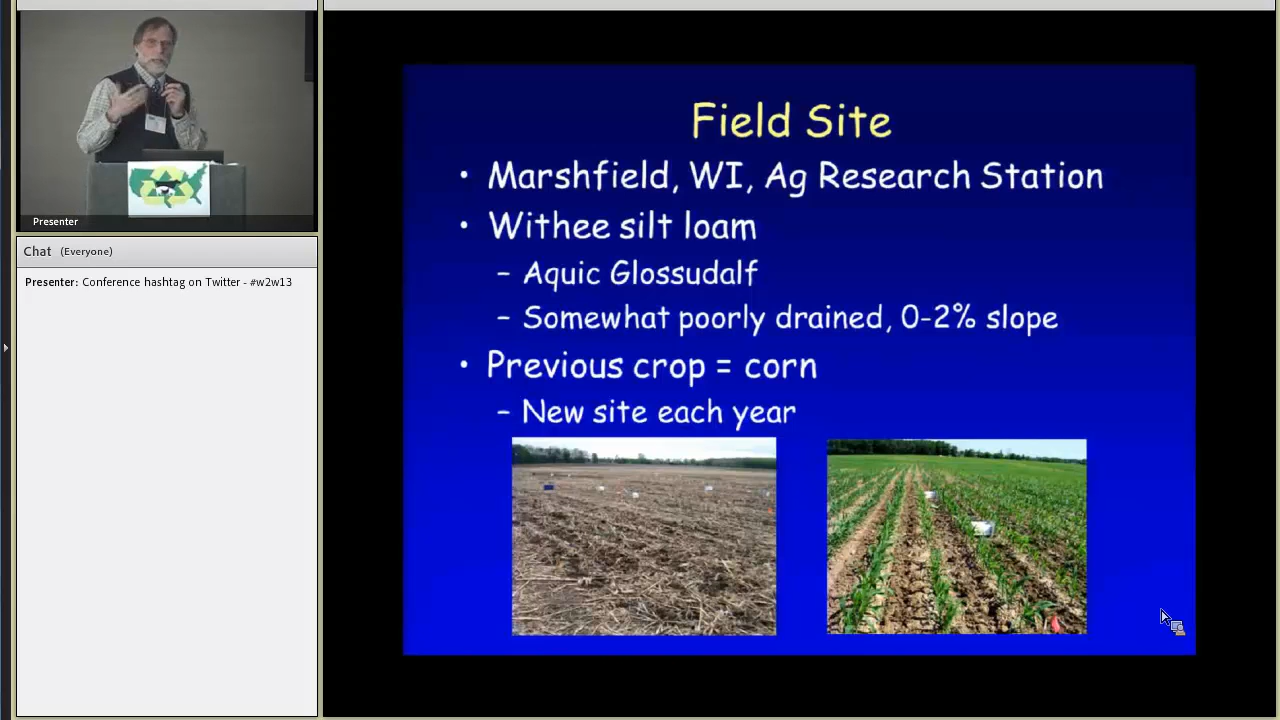 Presenter
Chat (Everyone)
Presenter: Conference hashtag on Twitter - #w2w13
Field Site
• Marshfield, WI, Ag Research Station
• Withee silt loam
– Aquic Glossudalf
– Somewhat poorly drained, 0-2% slope
• Previous crop = corn
– New site each year